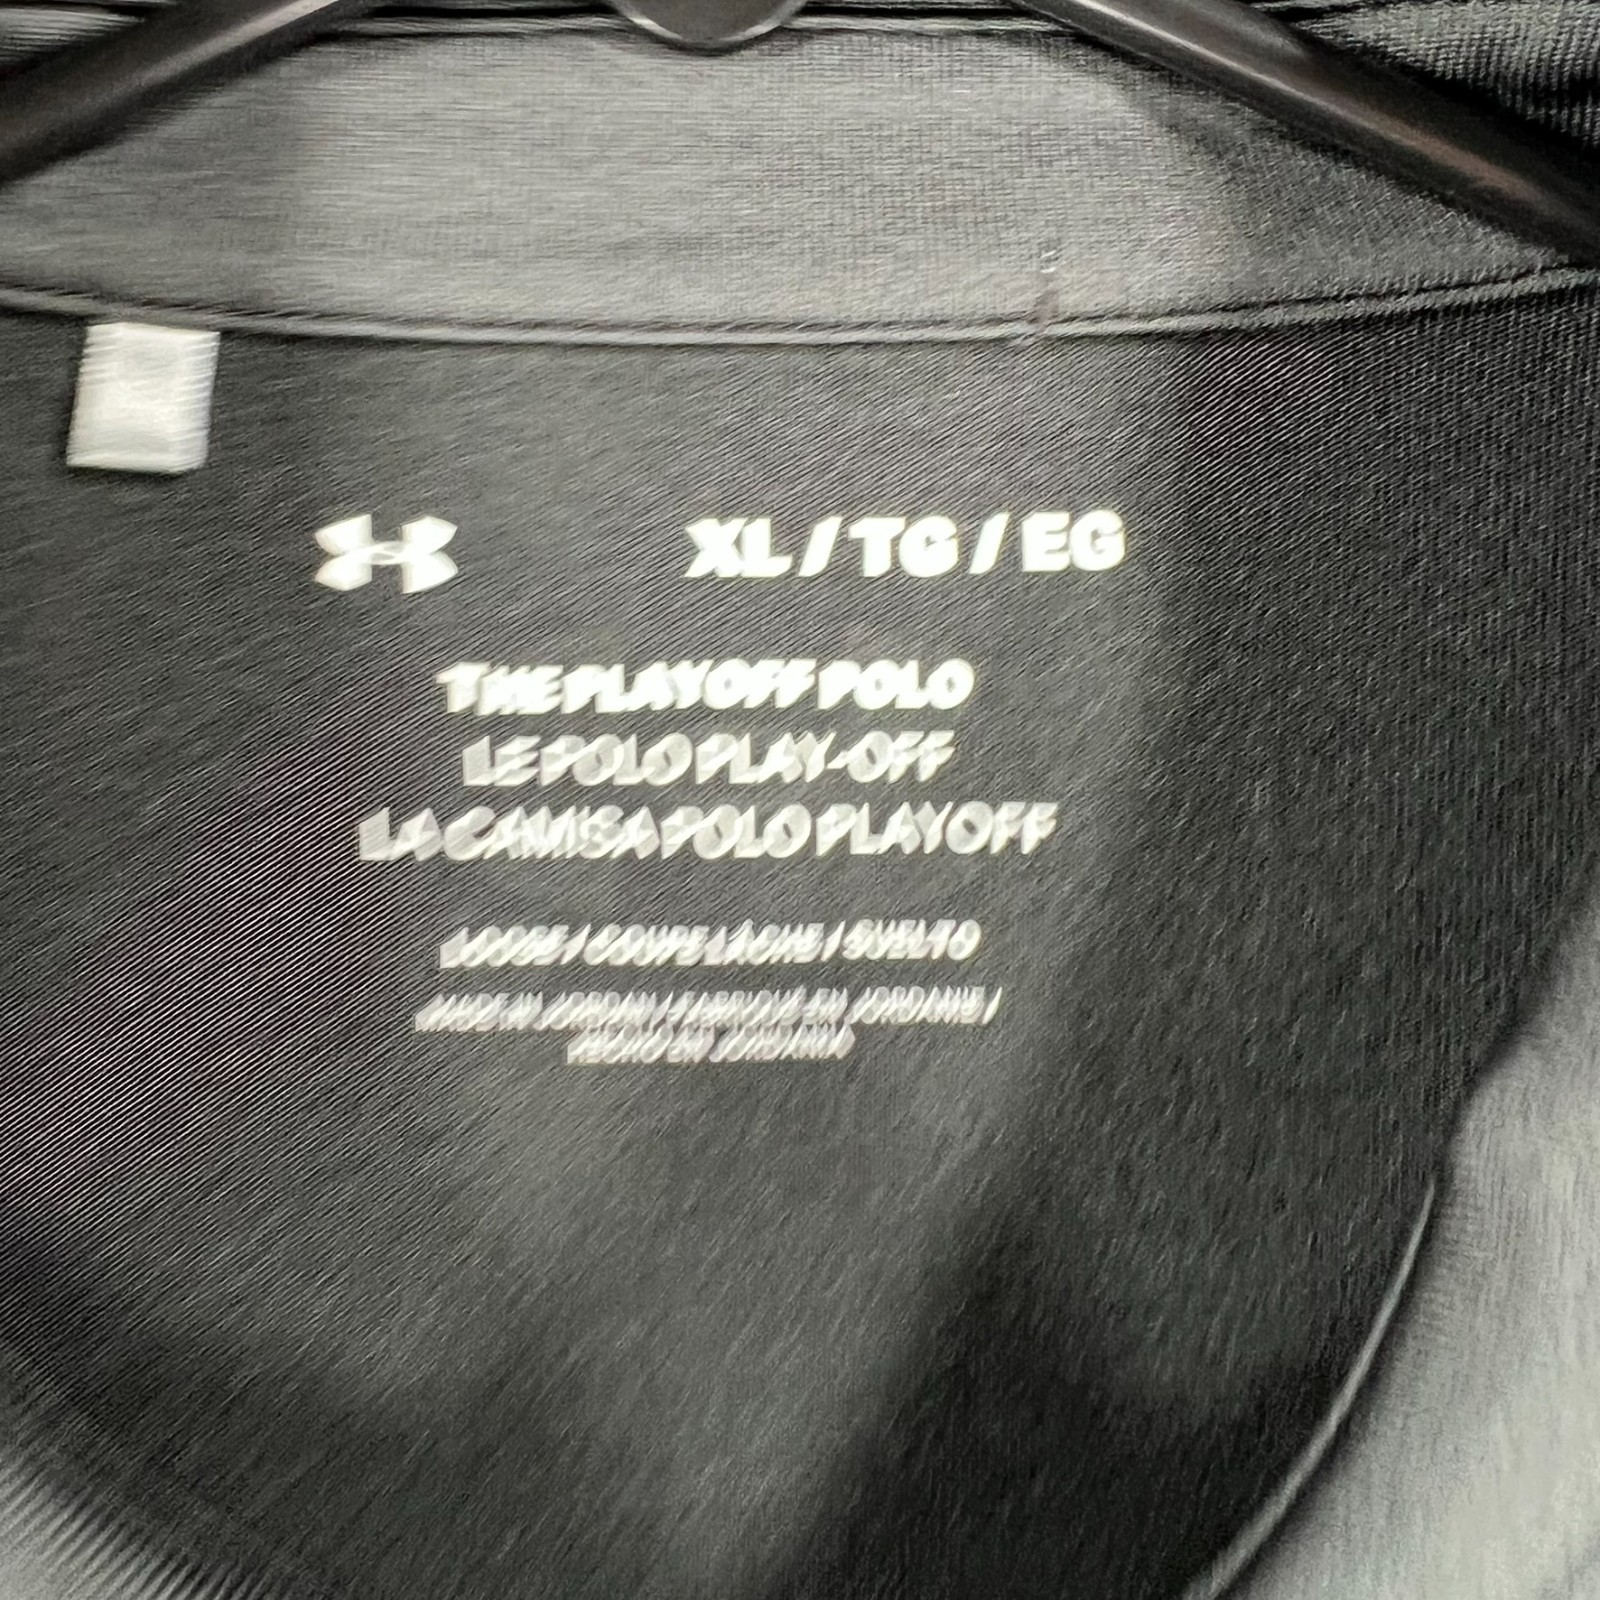 XL / TG / EG
THE PLAYOFF POLO
LE POLO PLAY-OFF
LA CAMISA POLO PLAYOFF
LOOSE / COUPE LÂCHE / SUELTO
MADE IN JORDAN / FABRIQUÉ EN JORDANIE /
HECHO EN JORDANIA